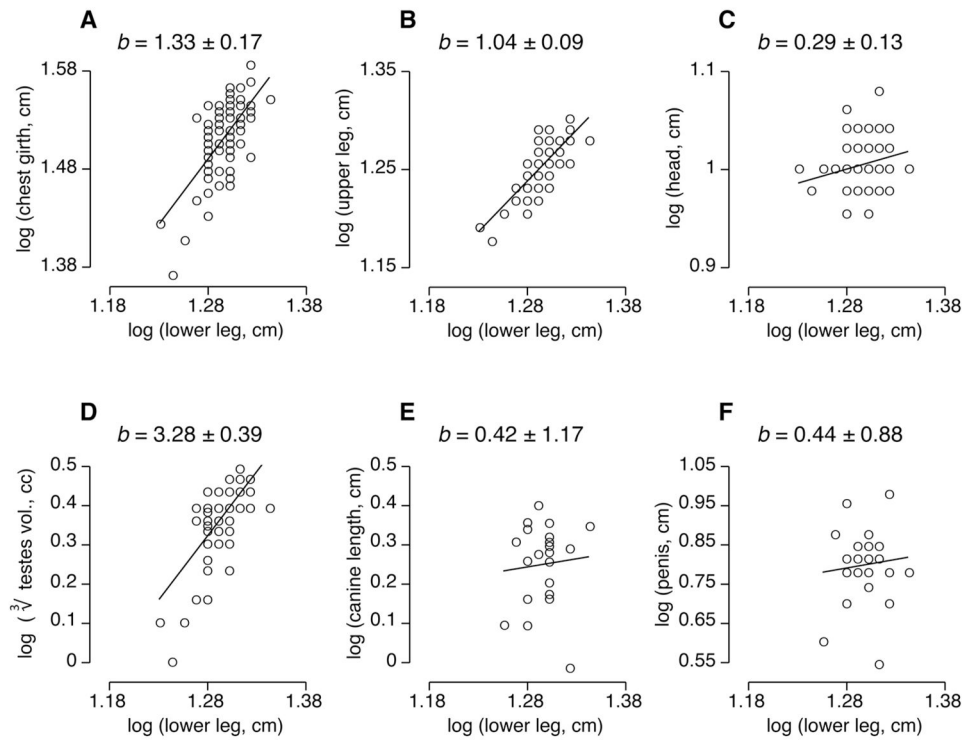 A
b = 1.33 ± 0.17
log (chest girth, cm)
1.58
1.48
1.38
1.18 1.28 1.38
log (lower leg, cm)
B
b = 1.04 ± 0.09
log (upper leg, cm)
1.35
1.25
1.15
1.18 1.28 1.38
log (lower leg, cm)
C
b = 0.29 ± 0.13
log (head, cm)
1.1
1
0.9
1.18 1.28 1.38
log (lower leg, cm)
D
b = 3.28 ± 0.39
log (∛ testes vol., cc)
0.5
0.4
0.3
0.2
0.1
0
1.18 1.28 1.38
log (lower leg, cm)
E
b = 0.42 ± 1.17
log (canine length, cm)
0.5
0.4
0.3
0.2
0.1
0
1.18 1.28 1.38
log (lower leg, cm)
F
b = 0.44 ± 0.88
log (penis, cm)
1.05
0.95
0.85
0.75
0.65
0.55
1.18 1.28 1.38
log (lower leg, cm)